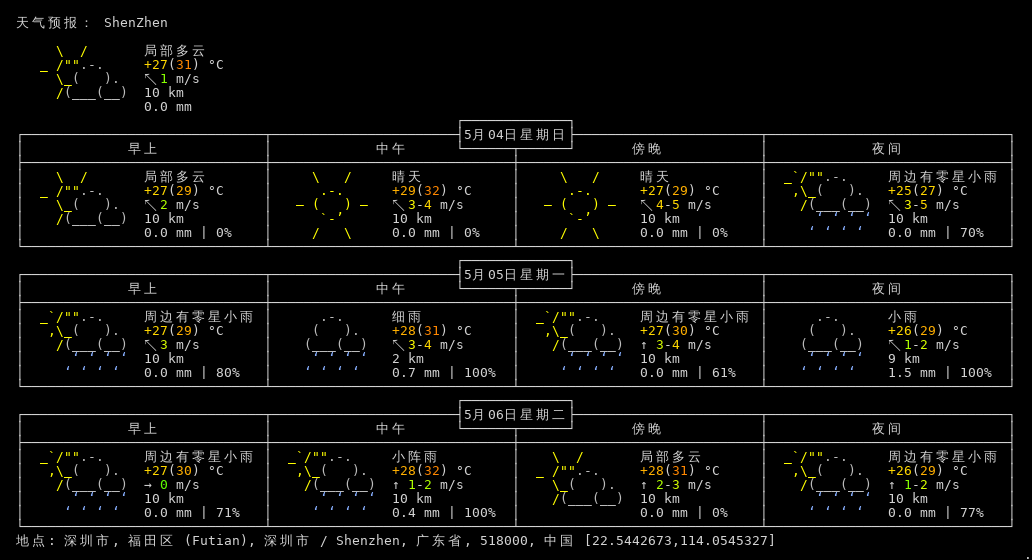 天气预报： ShenZhen
局部多云
+27(31) °C
↖ 1 m/s
10 km
0.0 mm
5月04日星期日
早上 中午 傍晚 夜间
局部多云 晴天 晴天 周边有零星小雨
+27(29) °C +29(32) °C +27(29) °C +25(27) °C
↖ 2 m/s ↖ 3-4 m/s ↖ 4-5 m/s ↖ 3-5 m/s
10 km 10 km 10 km 10 km
0.0 mm | 0% 0.0 mm | 0% 0.0 mm | 0% 0.0 mm | 70%
5月05日星期一
早上 中午 傍晚 夜间
周边有零星小雨 细雨 周边有零星小雨 小雨
+27(29) °C +28(31) °C +27(30) °C +26(29) °C
↖ 3 m/s ↖ 3-4 m/s ↑ 3-4 m/s ↖ 1-2 m/s
10 km 2 km 10 km 9 km
0.0 mm | 80% 0.7 mm | 100% 0.0 mm | 61% 1.5 mm | 100%
5月06日星期二
早上 中午 傍晚 夜间
周边有零星小雨 小阵雨 局部多云 周边有零星小雨
+27(30) °C +28(32) °C +28(31) °C +26(29) °C
→ 0 m/s ↑ 1-2 m/s ↑ 2-3 m/s ↑ 1-2 m/s
10 km 10 km 10 km 10 km
0.0 mm | 71% 0.4 mm | 100% 0.0 mm | 0% 0.0 mm | 77%
地点: 深圳市, 福田区 (Futian), 深圳市 / Shenzhen, 广东省, 518000, 中国 [22.5442673,114.0545327]